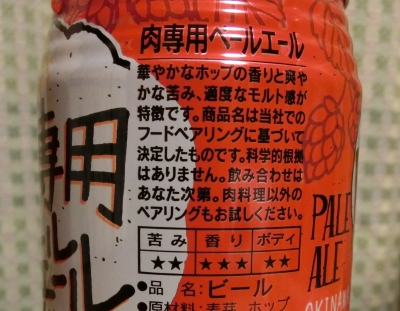 肉専用ペールエール
華やかなホップの香りと爽や
かな苦み、適度なモルト感が
特徴です。商品名は当社での
フードペアリングに基づいて
決定したものです。科学的根拠
はありません。飲み合わせは
あなた次第。肉料理以外の
ペアリングもお試しください。
苦み 香り ボディ
★★ ★★★ ★★
●品 名:ビール
●原材料:麦芽、ホップ
専用
PALE
ALE
OKINAWA